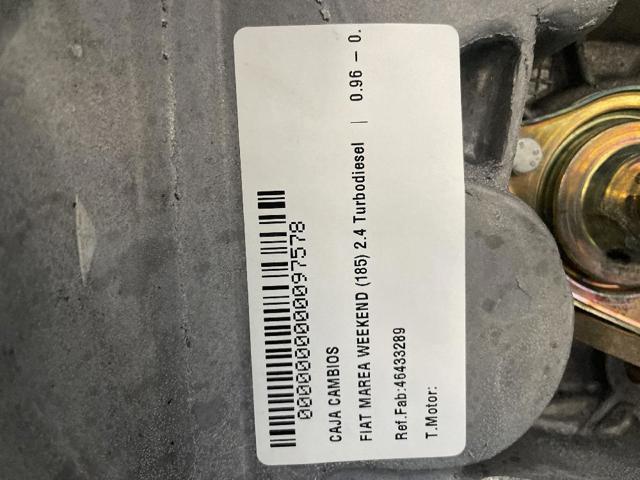 0000000000097578
CAJA CAMBIOS
FIAT MAREA WEEKEND (185) 2.4 Turbodiesel | 0.96 - 0.
Ref.Fab:46433289
T.Motor: